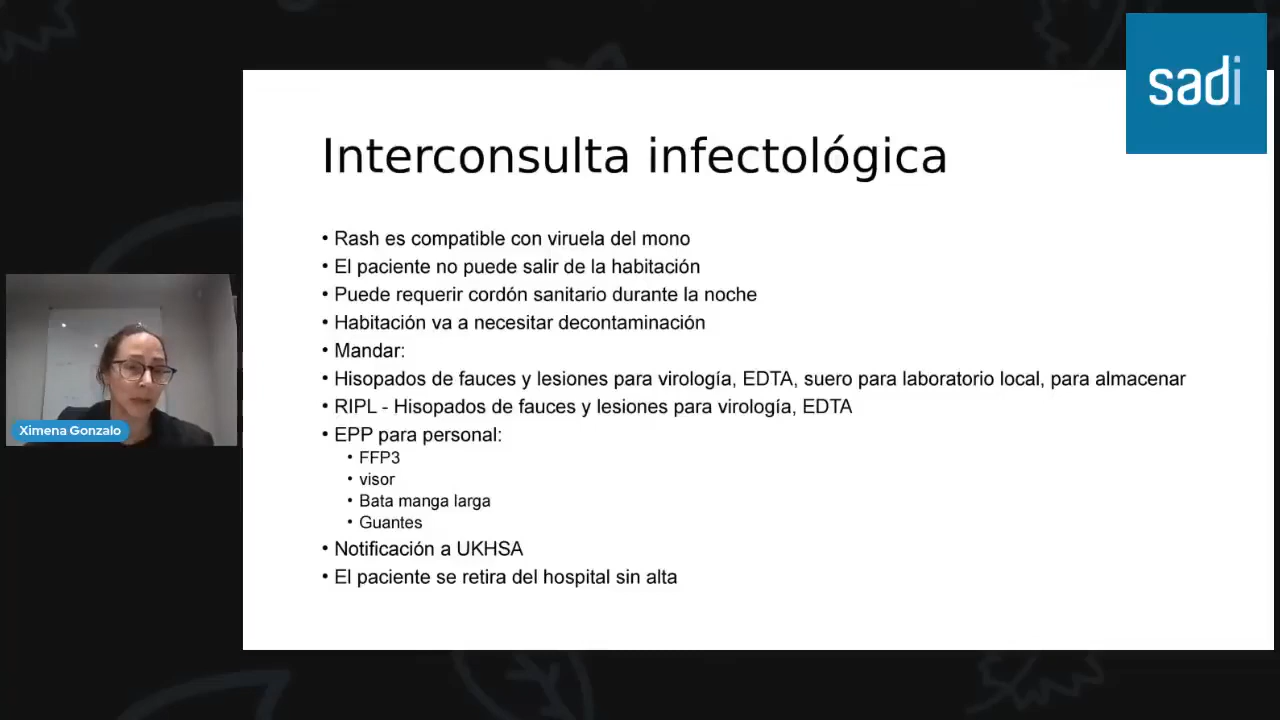 sadi
Interconsulta infectológica
• Rash es compatible con viruela del mono
• El paciente no puede salir de la habitación
• Puede requerir cordón sanitario durante la noche
• Habitación va a necesitar decontaminación
• Mandar:
• Hisopados de fauces y lesiones para virología, EDTA, suero para laboratorio local, para almacenar
• RIPL - Hisopados de fauces y lesiones para virología, EDTA
• EPP para personal:
• FFP3
• visor
• Bata manga larga
• Guantes
• Notificación a UKHSA
• El paciente se retira del hospital sin alta
Ximena Gonzalo